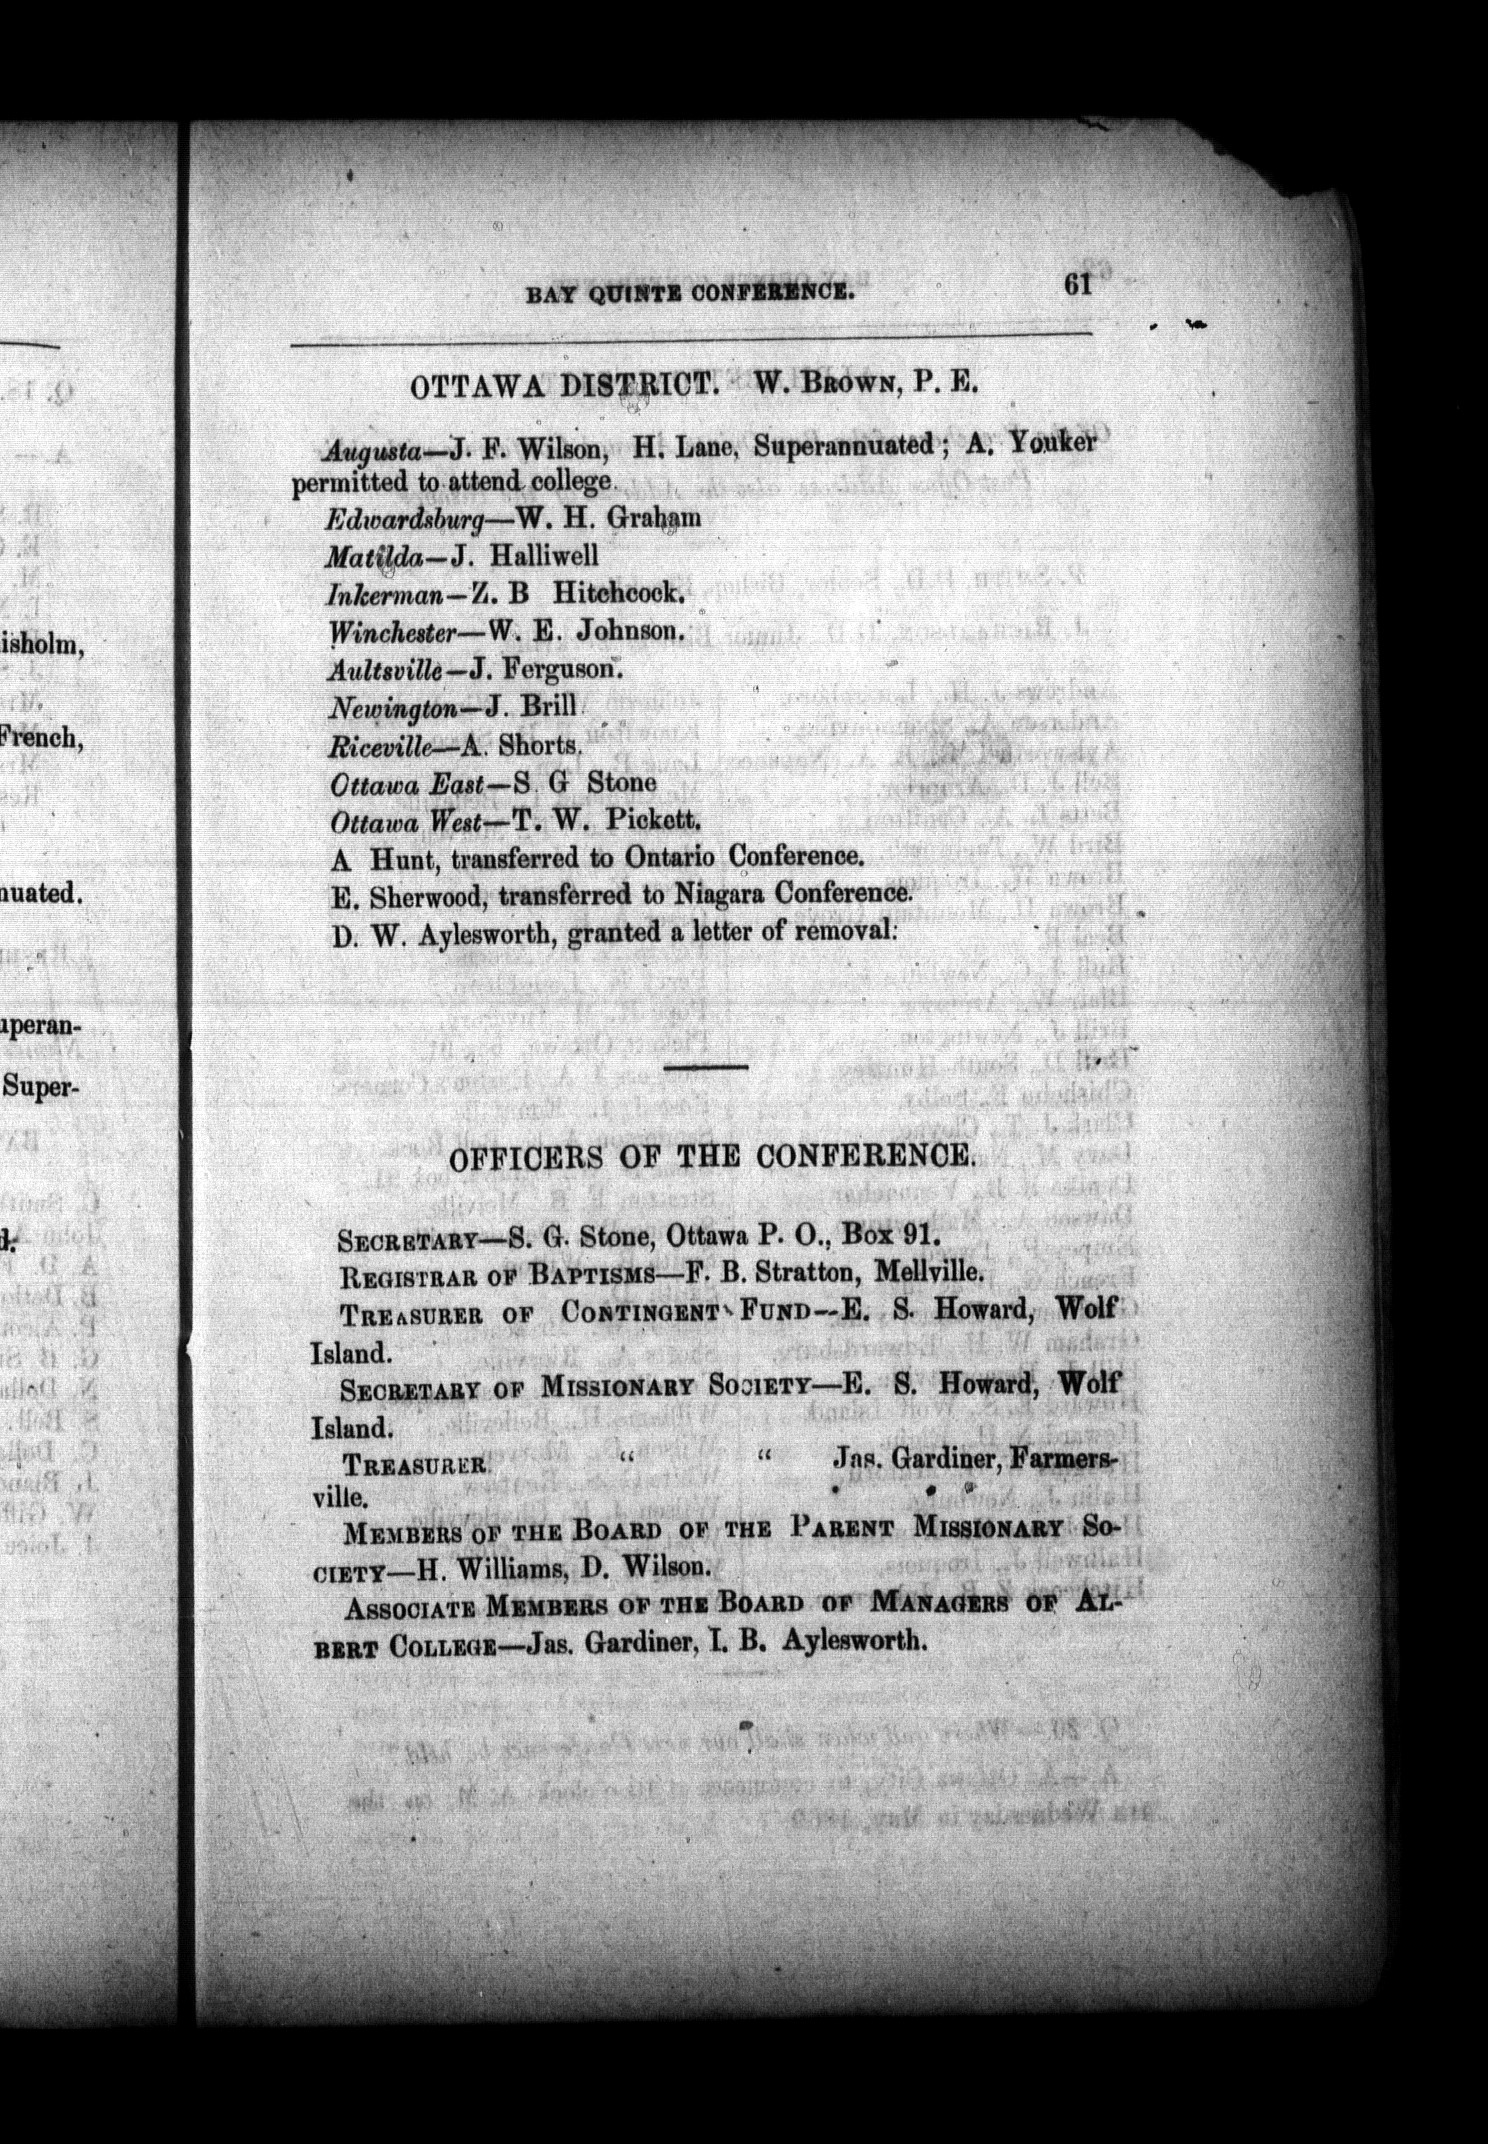 isholm,
French,
nuated.
uperan-
Super-
d.
BAY QUINTE CONFERENCE. 61
OTTAWA DISTRICT. W. BROWN, P. E.
Augusta—J. F. Wilson, H. Lane, Superannuated; A. Youker
permitted to attend college.
Edwardsburg—W. H. Graham
Matilda—J. Halliwell
Inkerman—Z. B Hitchcock.
Winchester—W. E. Johnson.
Aultsville—J. Ferguson.
Newington—J. Brill
Riceville—A. Shorts.
Ottawa East—S. G Stone
Ottawa West—T. W. Pickett.
A Hunt, transferred to Ontario Conference.
E. Sherwood, transferred to Niagara Conference.
D. W. Aylesworth, granted a letter of removal:
OFFICERS OF THE CONFERENCE.
SECRETARY—S. G. Stone, Ottawa P. O., Box 91.
REGISTRAR OF BAPTISMS—F. B. Stratton, Mellville.
TREASURER OF CONTINGENT FUND--E. S. Howard, Wolf
Island.
SECRETARY OF MISSIONARY SOCIETY—E. S. Howard, Wolf
Island.
TREASURER “ “ Jas. Gardiner, Farmers-
ville.
MEMBERS OF THE BOARD OF THE PARENT MISSIONARY SO-
CIETY—H. Williams, D. Wilson.
ASSOCIATE MEMBERS OF THE BOARD OF MANAGERS OF AL-
BERT COLLEGE—Jas. Gardiner, I. B. Aylesworth.